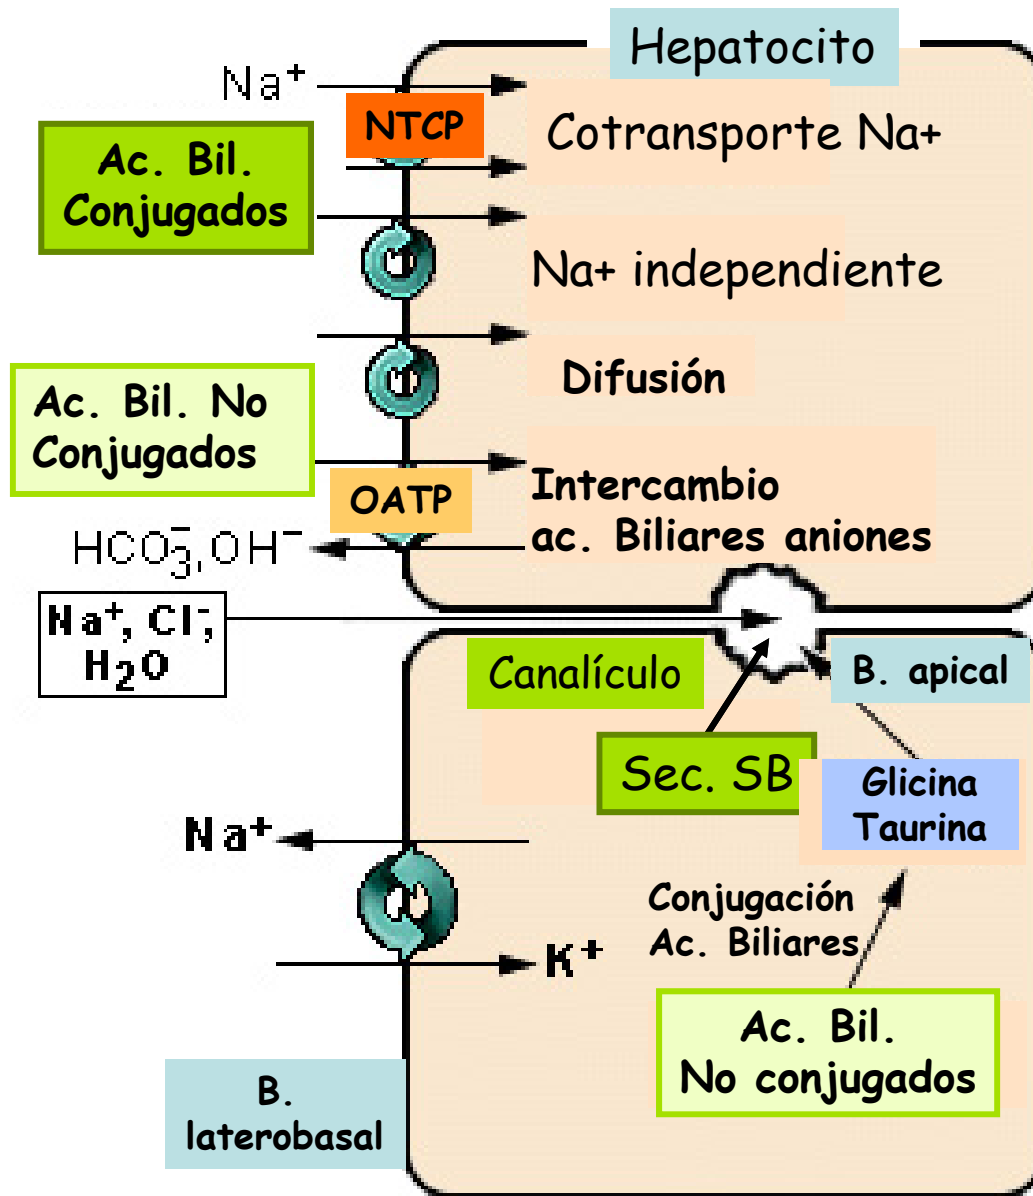 Hepatocito
Na⁺
NTCP
Cotransporte Na+
Ac. Bil.
Conjugados
Na+ independiente
Difusión
Ac. Bil. No
Conjugados
OATP
Intercambio
ac. Biliares aniones
HCO₃⁻, OH⁻
Na⁺, Cl⁻,
H₂O
Canalículo
B. apical
Sec. SB
Glicina
Taurina
Na⁺
Conjugación
Ac. Biliares
K⁺
Ac. Bil.
No conjugados
B.
laterobasal